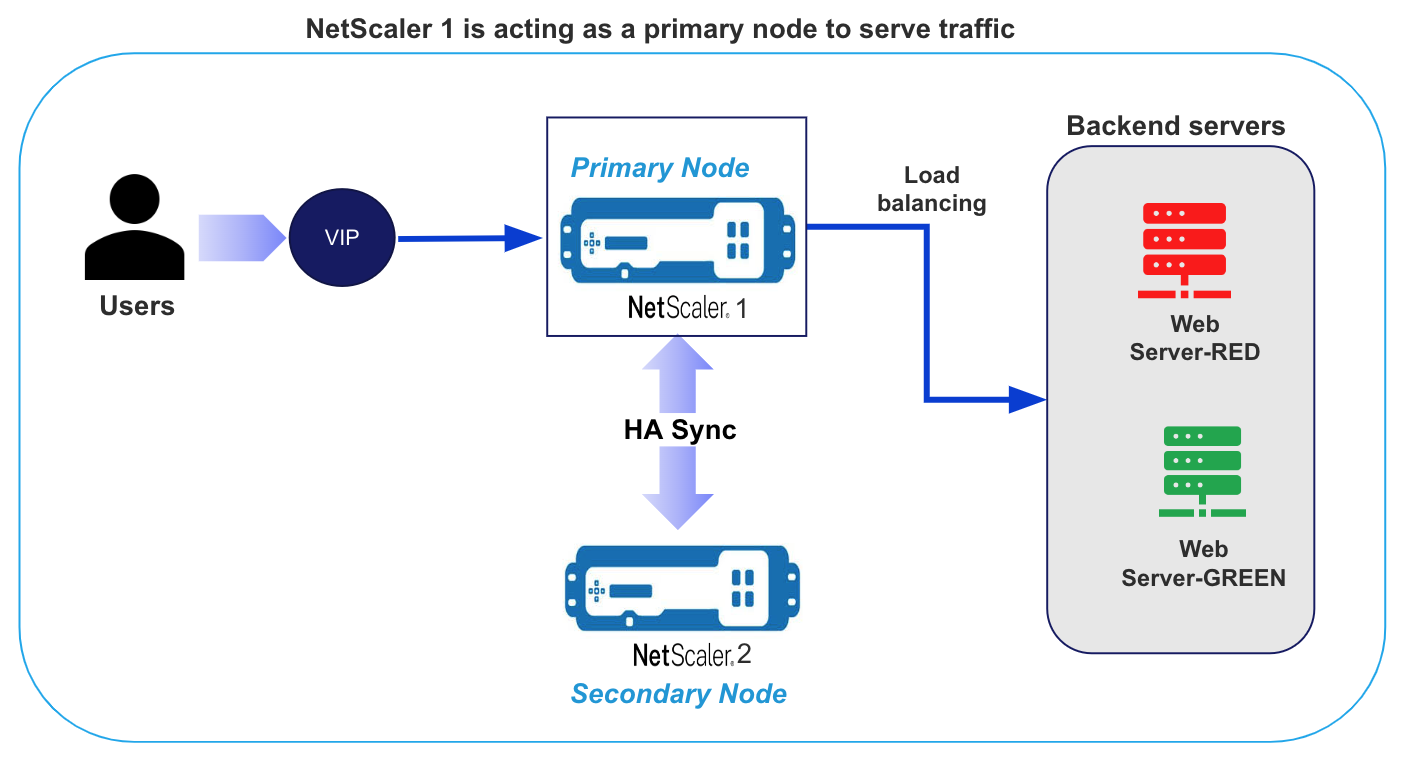 NetScaler 1 is acting as a primary node to serve traffic
Backend servers
Primary Node
Load
balancing
VIP
Users
NetScaler® 1
Web
Server-RED
HA Sync
Web
Server-GREEN
NetScaler® 2
Secondary Node